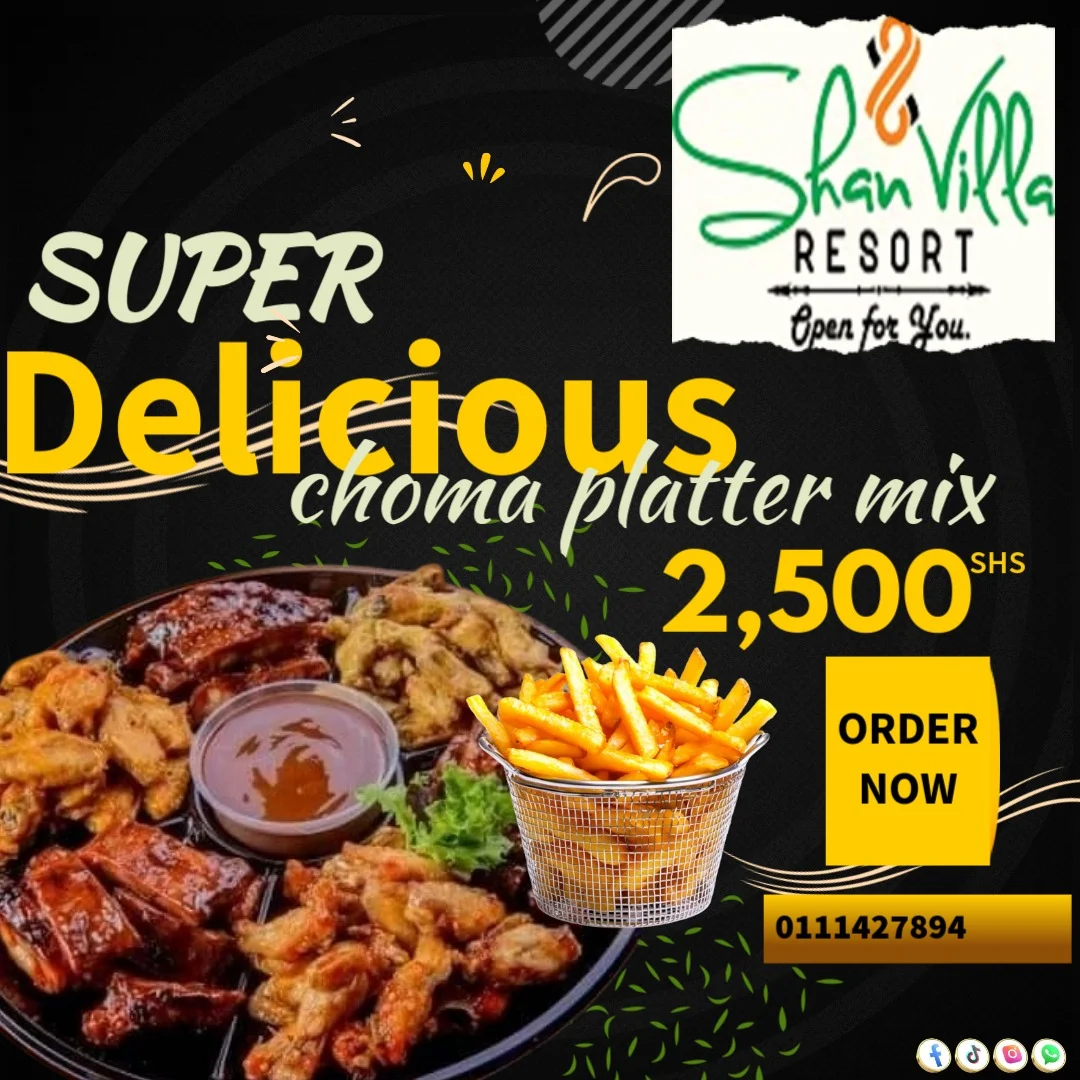 Shan Villa
RESORT
Open for You.
SUPER
Delicious
choma platter mix
2,500 SHS
ORDER
NOW
0111427894